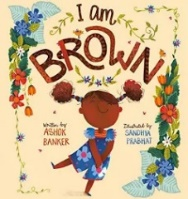 I am
BROWN
Written by
ASHOK
BANKER
Illustrated by
SANDHYA
PRABHAT